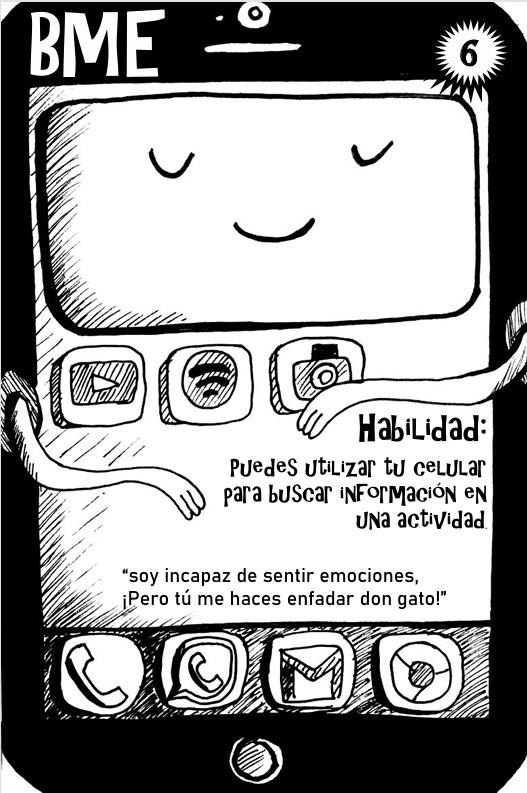 BME
6
Habilidad:
Puedes utilizar tu celular
para buscar información en
una actividad.
“soy incapaz de sentir emociones,
¡Pero tú me haces enfadar don gato!”